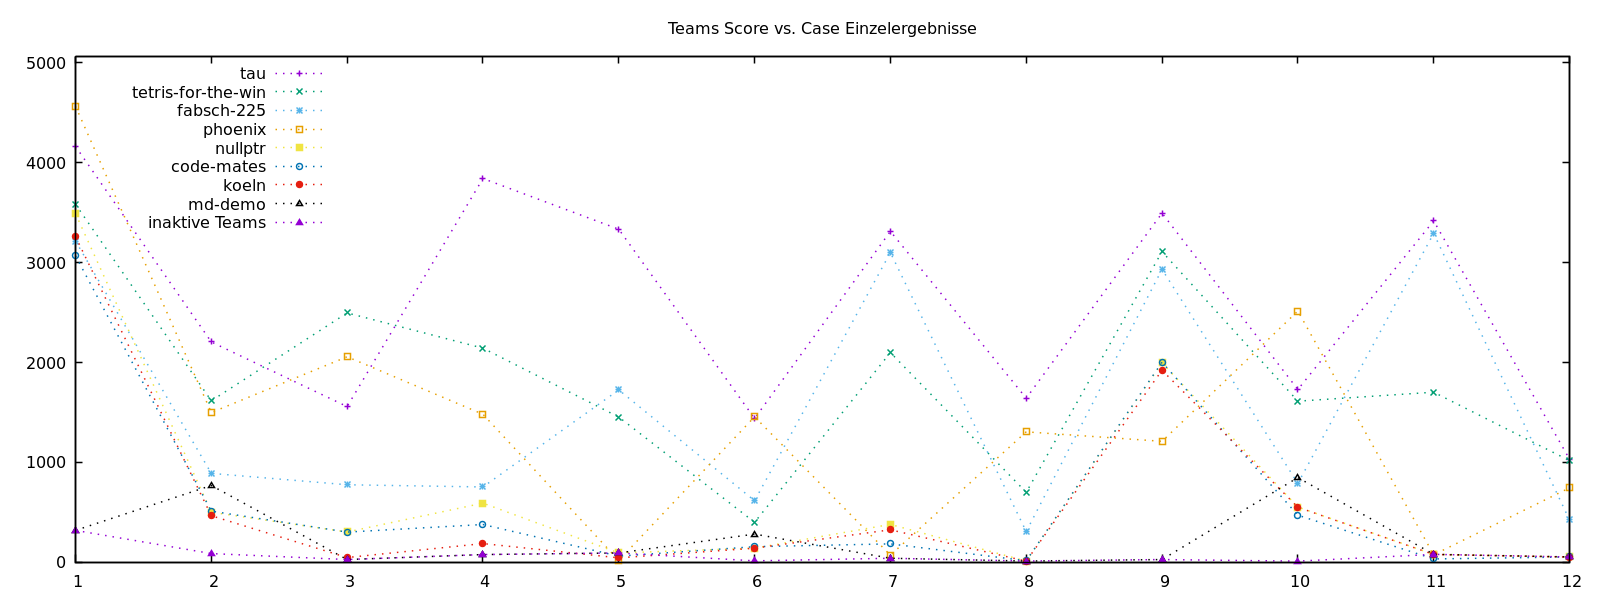 Teams Score vs. Case Einzelergebnisse
5000
4000
3000
2000
1000
0
tau
tetris-for-the-win
fabsch-225
phoenix
nullptr
code-mates
koeln
md-demo
inaktive Teams
1 2 3 4 5 6 7 8 9 10 11 12